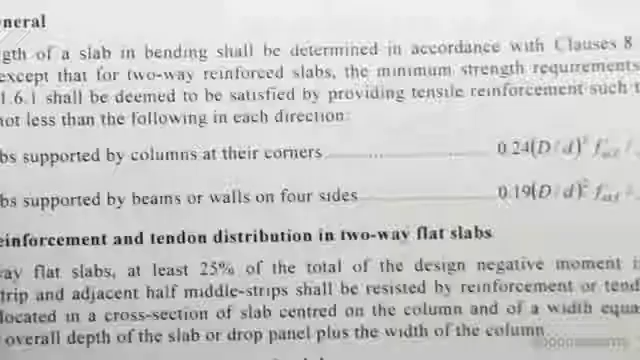 neral
gth of a slab in bending shall be determined in accordance with Clauses 8
except that for two-way reinforced slabs, the minimum strength requirements
1.6.1 shall be deemed to be satisfied by providing tensile reinforcement such t
not less than the following in each direction:
bs supported by columns at their corners 0.24(D/d)²
bs supported by beams or walls on four sides 0.19(D/d)²
einforcement and tendon distribution in two-way flat slabs
ay flat slabs, at least 25% of the total of the design negative moment i
trip and adjacent half middle-strips shall be resisted by reinforcement or tend
located in a cross-section of slab centred on the column and of a width equa
overall depth of the slab or drop panel plus the width of the column